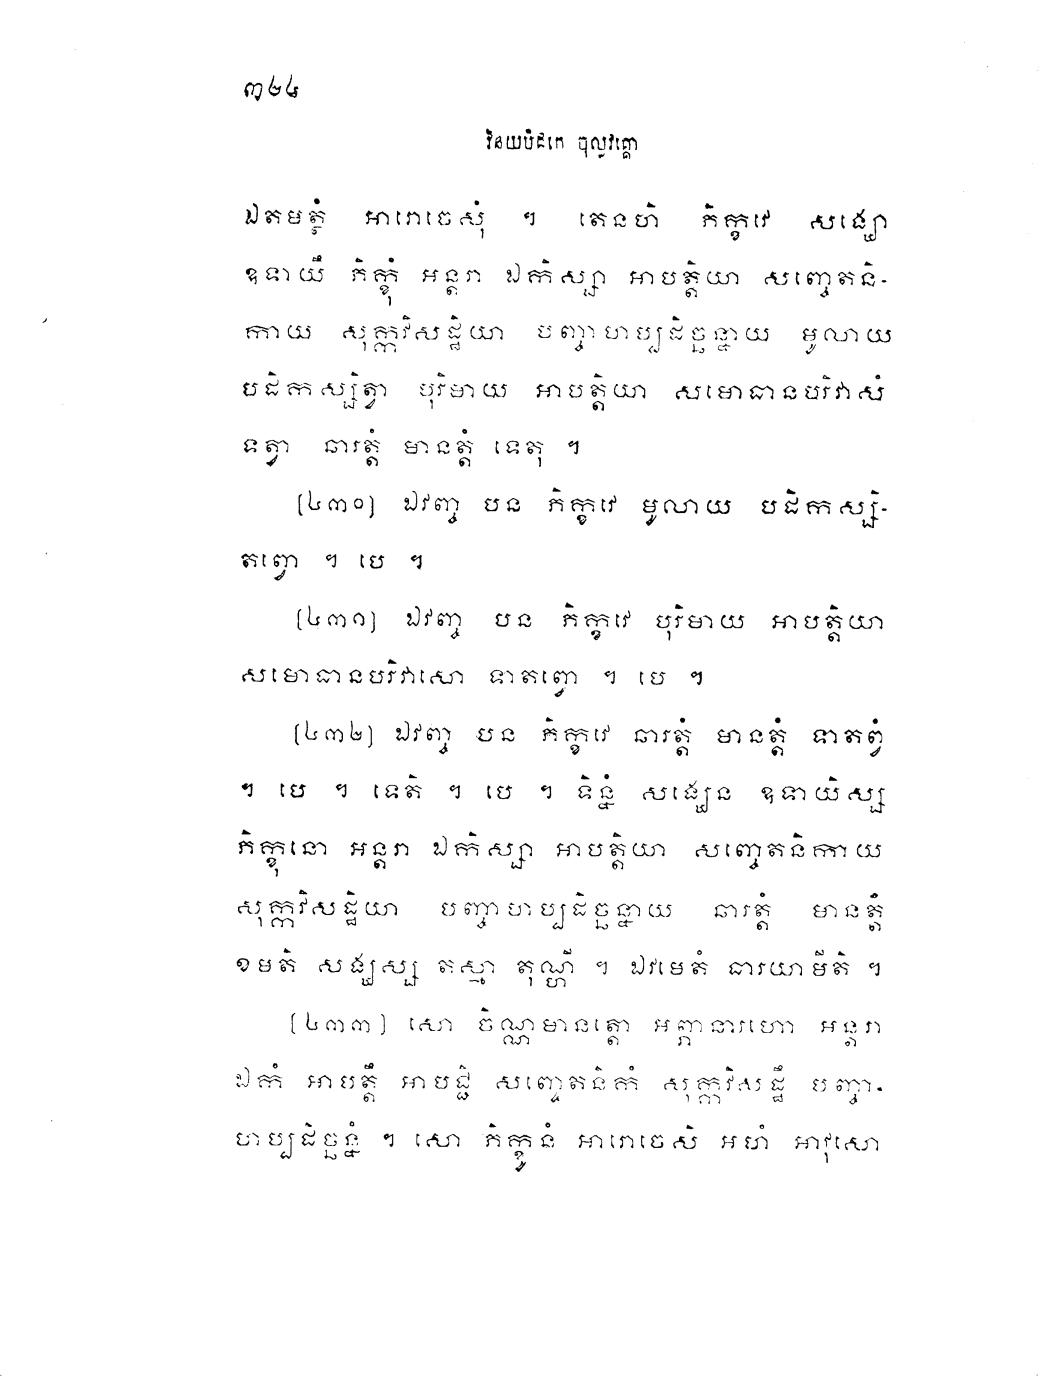 ៣២៤
វិនយបិដកេ ចុល្លវគ្គោ
ឯតមត្ថំ អារោចេសុំ ។ តេនហិ ភិក្ខវេ សង្ឃោ
ឧទាយឹ ភិក្ខុំ អន្តរា ឯកិស្សា អាបត្តិយា សញ្ចេតនិ-
កាយ សុក្កវិសដ្ឋិយា បញ្ចាហប្បដិច្ឆន្នាយ មូលាយ
បដិកស្សិត្វា បុរិមាយ អាបត្តិយា សមោធានបរិវាសំ
ទត្វា ឆារត្តំ មានត្តំ ទេតុ ។
[៤៣០] ឯវញ្ច បន ភិក្ខវេ មូលាយ បដិកស្សិ-
តព្វោ ។ បេ ។
[៤៣១] ឯវញ្ច បន ភិក្ខវេ បុរិមាយ អាបត្តិយា
សមោធានបរិវាសោ ទាតព្វោ ។ បេ ។
[៤៣២] ឯវញ្ច បន ភិក្ខវេ ឆារត្តំ មានត្តំ ទាតព្វំ
។ បេ ។ ទេតិ ។ បេ ។ ទិន្នំ សង្ឃេន ឧទាយិស្ស
ភិក្ខុនោ អន្តរា ឯកិស្សា អាបត្តិយា សញ្ចេតនិកាយ
សុក្កវិសដ្ឋិយា បញ្ចាហប្បដិច្ឆន្នាយ ឆារត្តំ មានត្តំ
ខមតិ សង្ឃស្ស តស្មា តុណ្ហី ។ ឯវមេតំ ធារយាមីតិ ។
[៤៣៣] សោ ចិណ្ណមានត្តោ អព្ភានារហោ អន្តរា
ឯកំ អាបត្តឹ អាបជ្ជិ សញ្ចេតនិកំ សុក្កវិសដ្ឋឹ បញ្ចា-
ហប្បដិច្ឆន្នំ ។ សោ ភិក្ខូនំ អារោចេសិ អហំ អាវុសោ